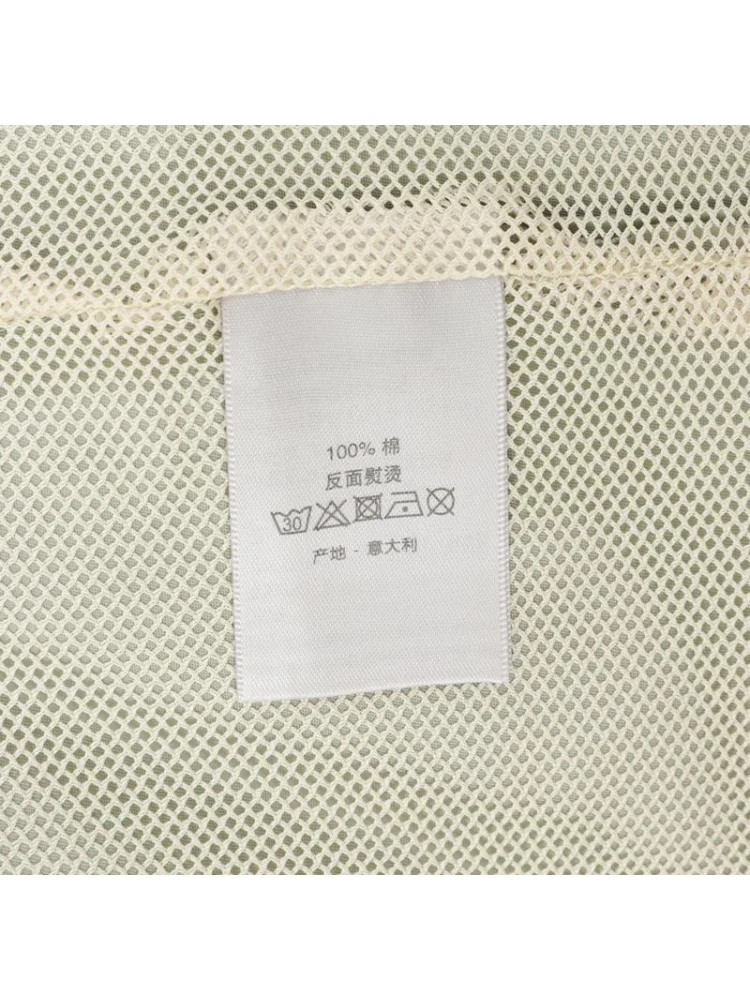 100% 棉
反面熨烫
30
产地 - 意大利